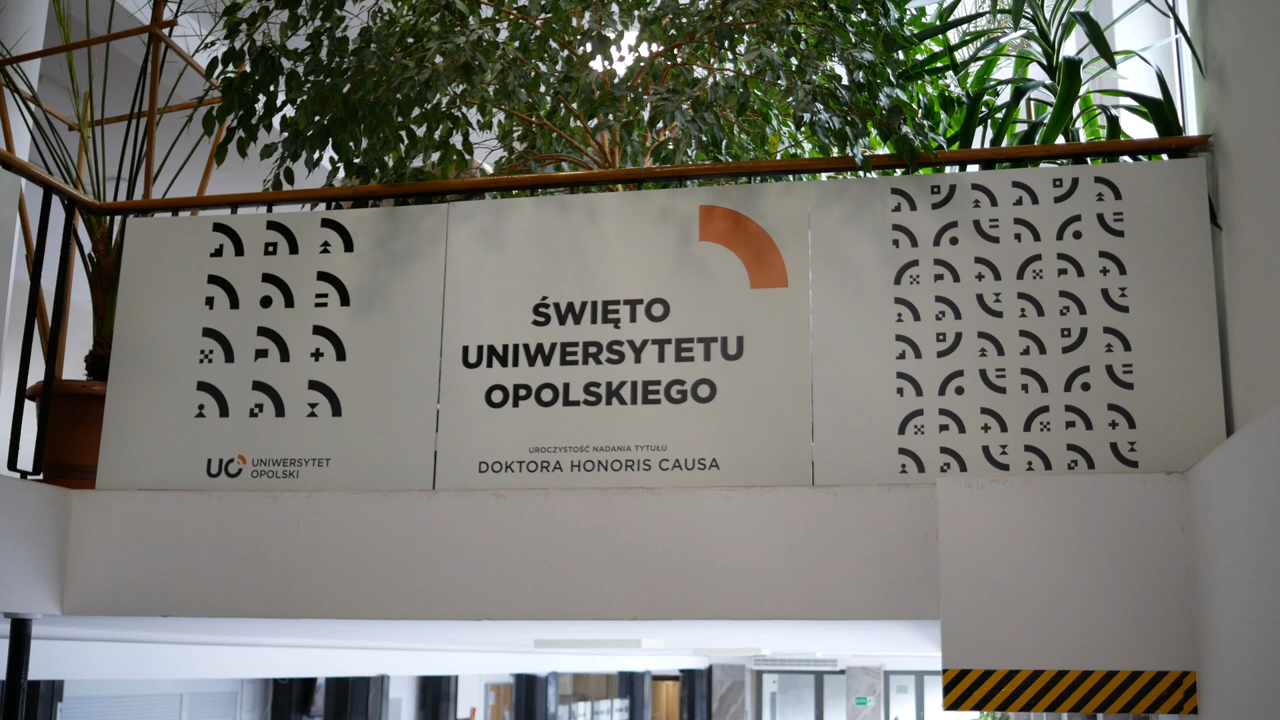 ŚWIĘTO
UNIWERSYTETU
OPOLSKIEGO
UROCZYSTOŚĆ NADANIA TYTUŁU
DOKTORA HONORIS CAUSA
UO UNIWERSYTET
OPOLSKI